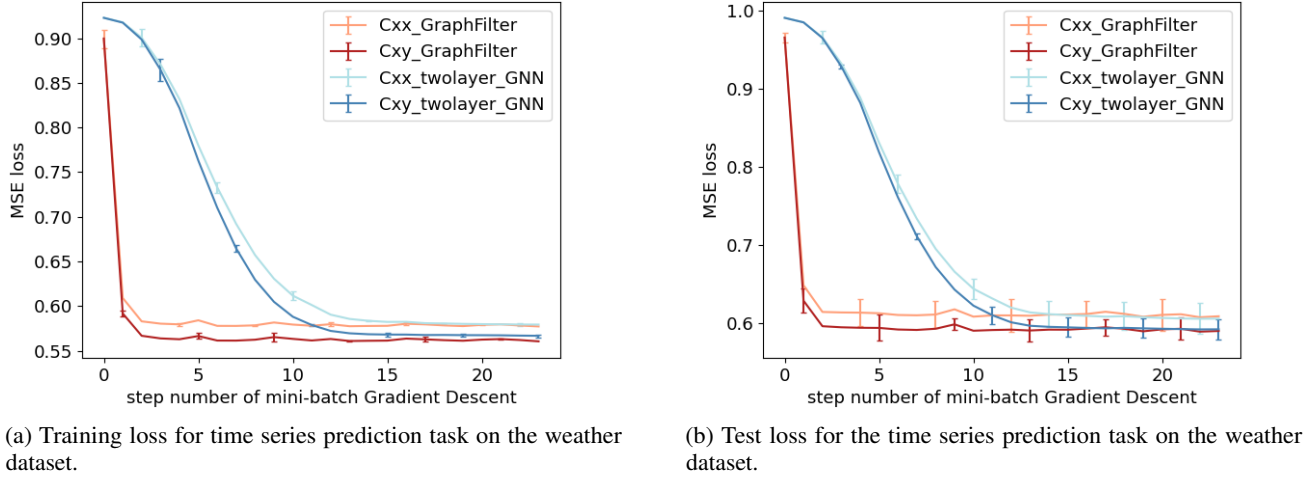 0.90
0.85
0.80
0.75
0.70
0.65
0.60
0.55
MSE loss
0
5
10
15
20
step number of mini-batch Gradient Descent
Cxx_GraphFilter
Cxy_GraphFilter
Cxx_twolayer_GNN
Cxy_twolayer_GNN
(a) Training loss for time series prediction task on the weather
dataset.
1.0
0.9
0.8
0.7
0.6
MSE loss
0
5
10
15
20
step number of mini-batch Gradient Descent
Cxx_GraphFilter
Cxy_GraphFilter
Cxx_twolayer_GNN
Cxy_twolayer_GNN
(b) Test loss for the time series prediction task on the weather
dataset.